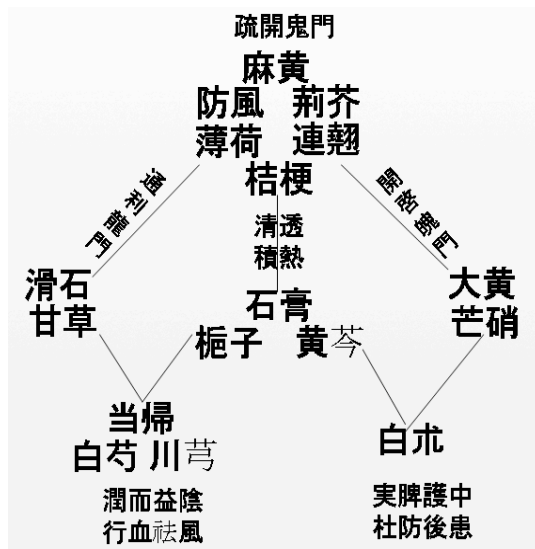 疏開鬼門
麻黄
防風 荊芥
薄荷 連翹
桔梗
通利龍門
清透
積熱
開啓魄門
滑石
甘草
石膏
梔子 黄芩
大黄
芒硝
当帰
白芍 川芎
白朮
潤而益陰
行血祛風
実脾護中
杜防後患